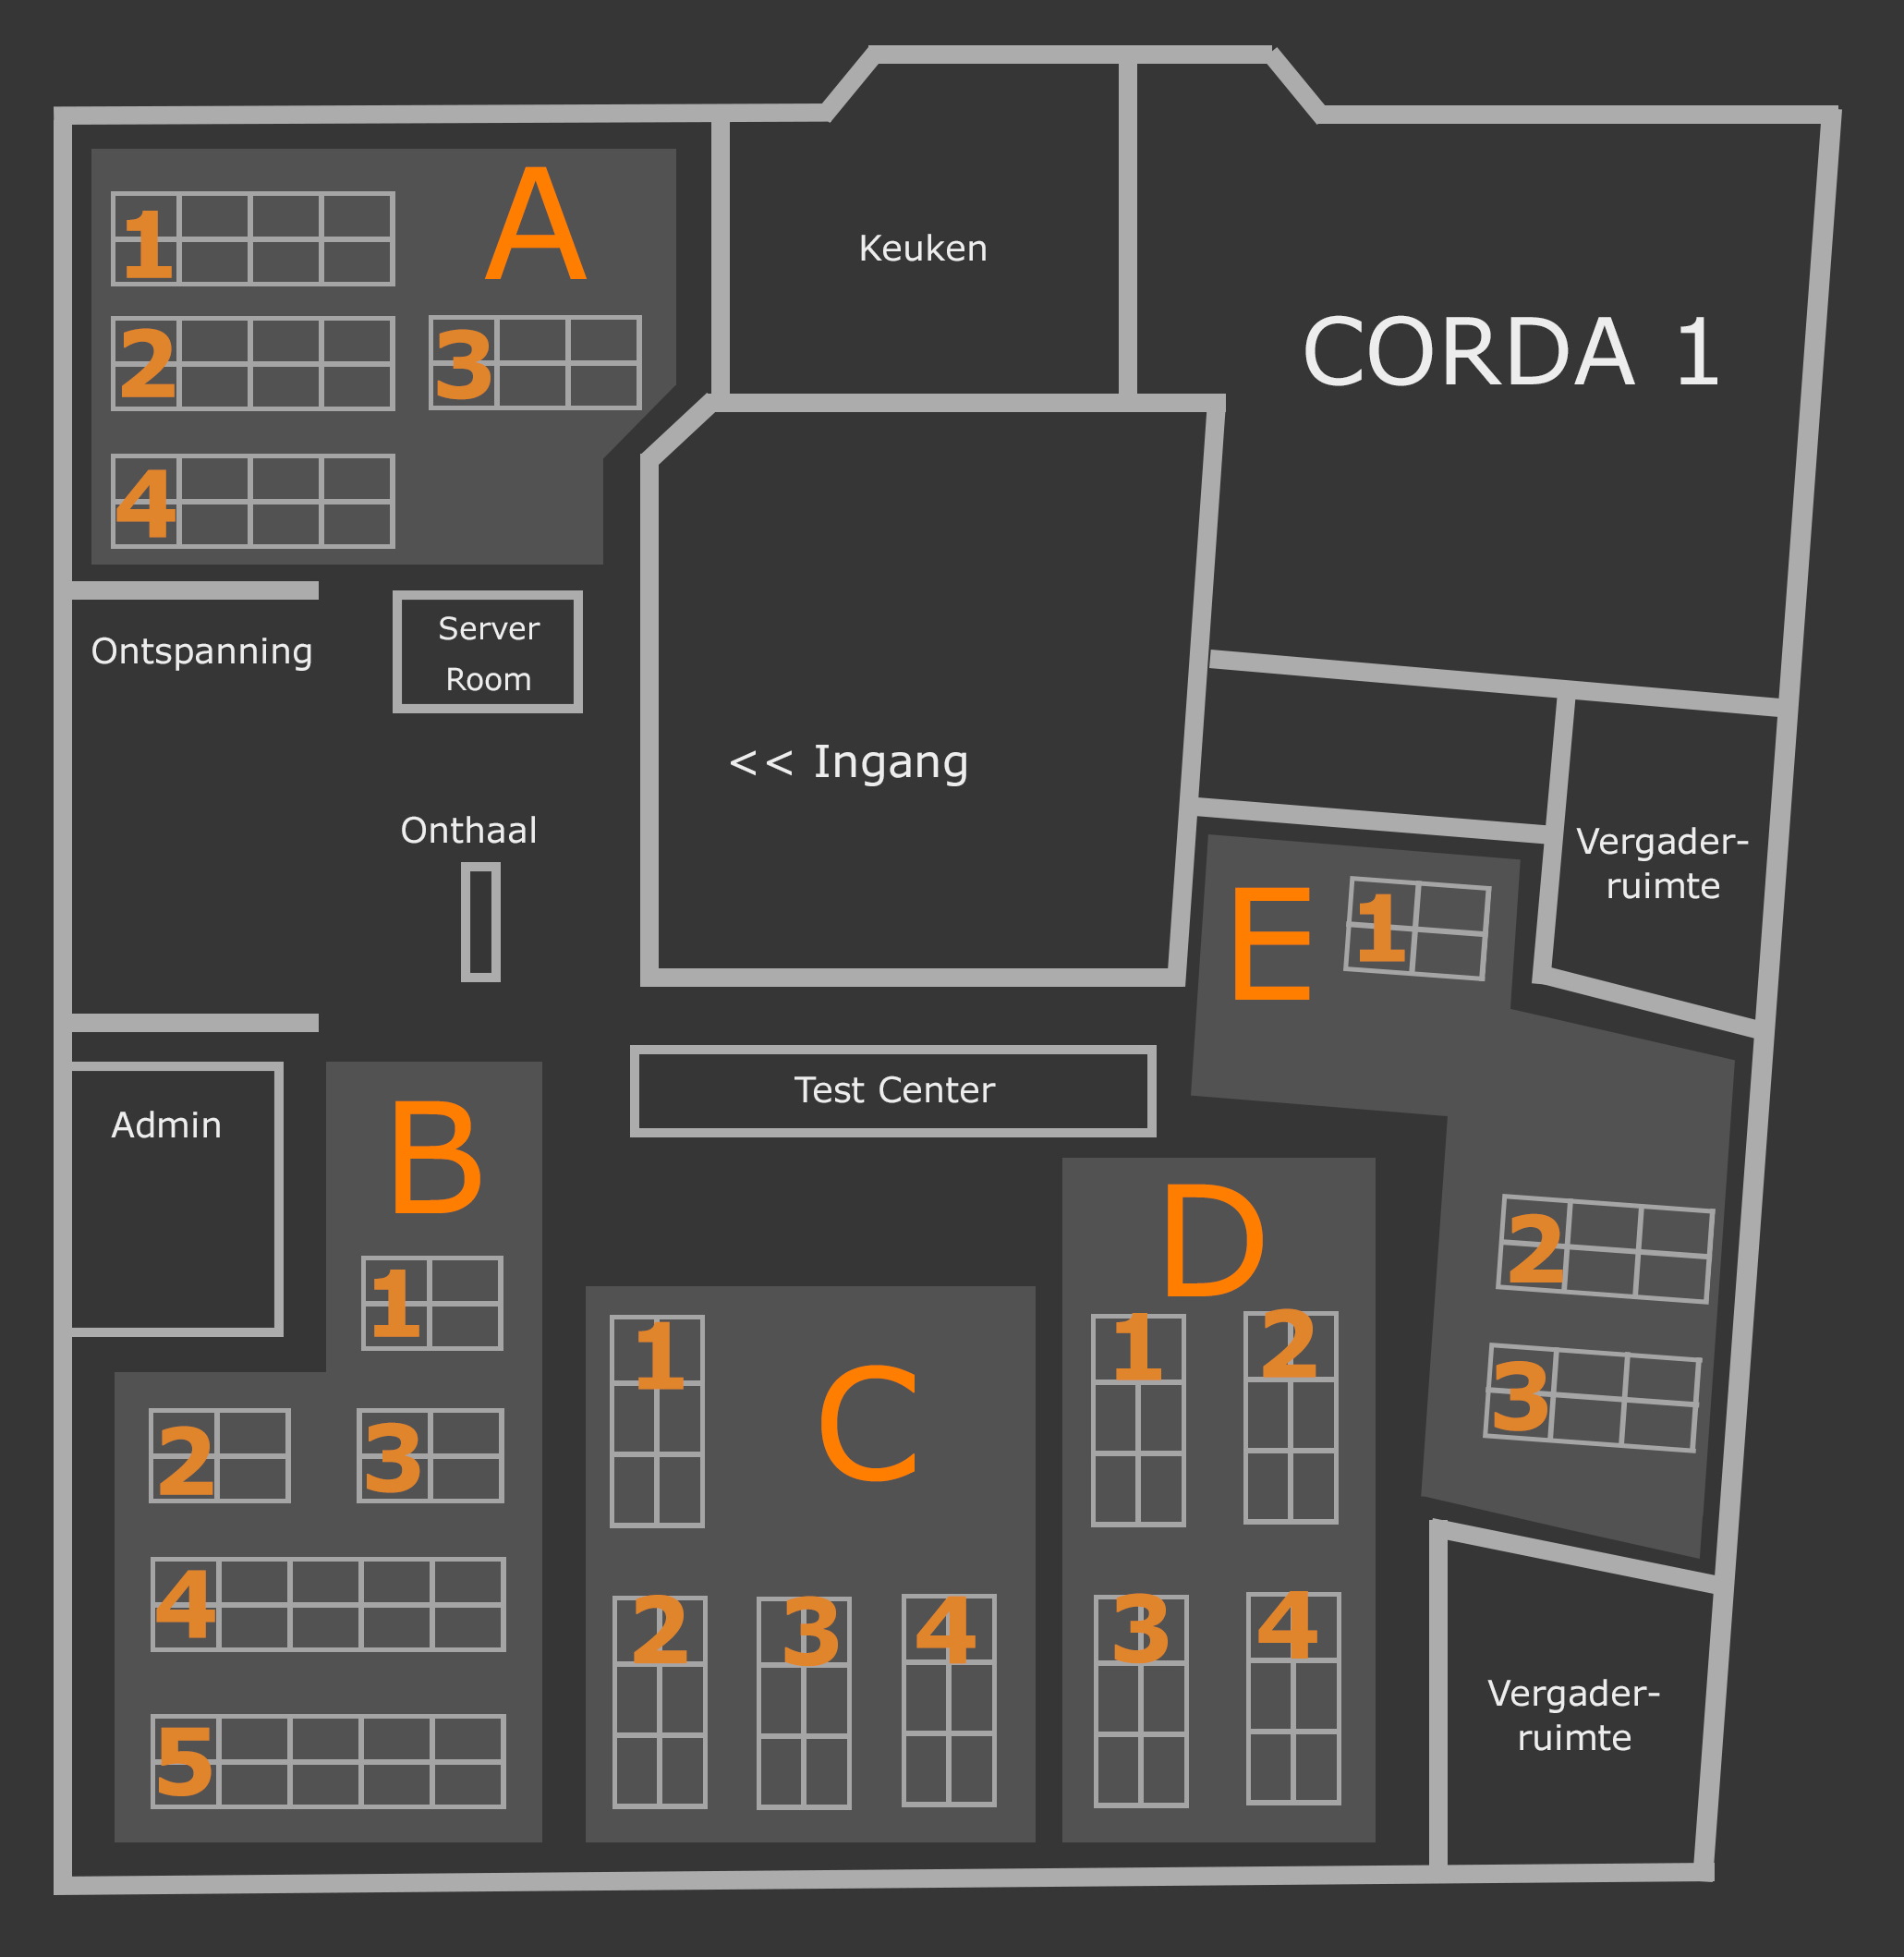 A
1
2
3
4
Keuken
CORDA 1
Ontspanning
Server
Room
<< Ingang
Onthaal
Vergader-
ruimte
E
1
2
3
Test Center
Admin
B
1
2
3
4
5
C
1
2
3
4
D
1
2
3
4
Vergader-
ruimte